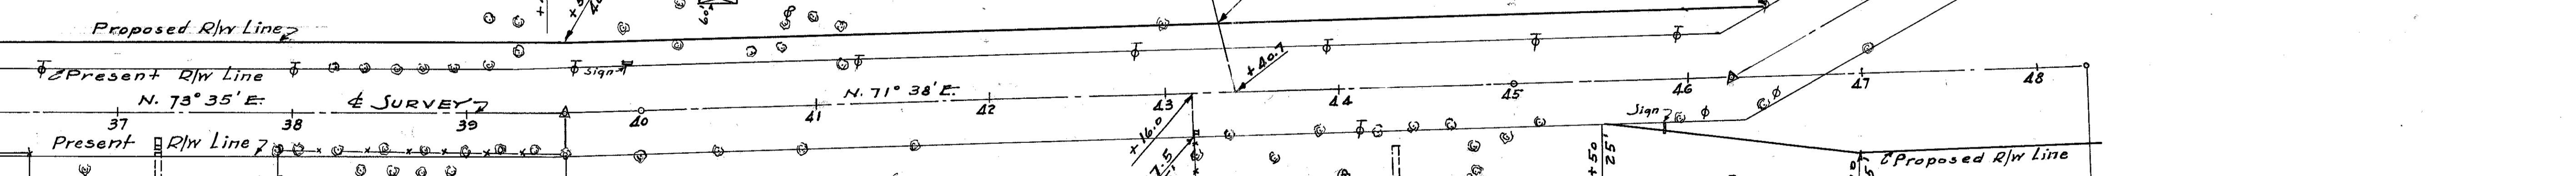 Proposed R/W Line
60'
Present R/W Line
Sign
+40.7
N. 73° 35' E.
℄ SURVEY
N. 71° 38' E.
37 38 39 40 41 42 43 44 45 46 47 48
Present R/W Line
+16.0
7.5
Sign
+50
25'
Proposed R/W Line